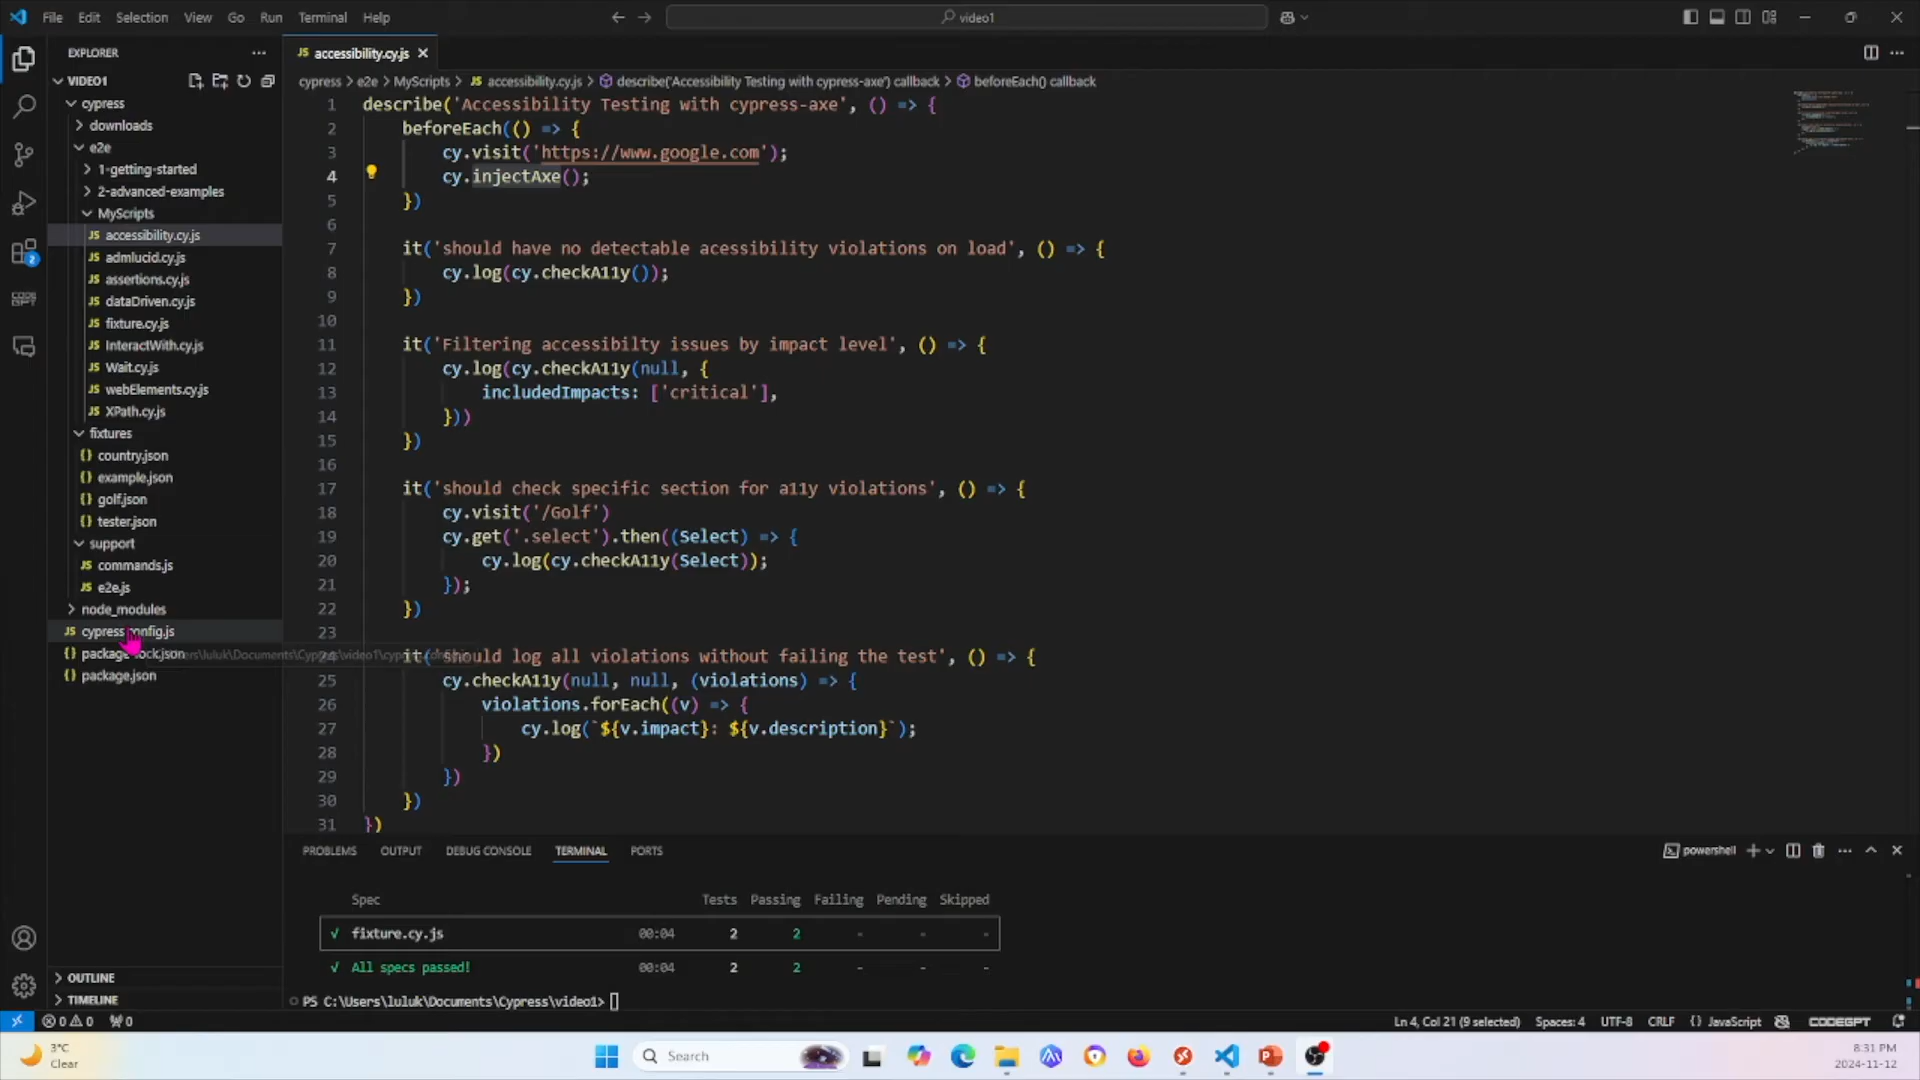 File Edit Selection View Go Run Terminal Help
video1
EXPLORER
accessibility.cy.js
VIDEO1
cypress > e2e > MyScripts > accessibility.cy.js > describe('Accessibility Testing with cypress-axe') callback > beforeEach() callback
cypress
downloads
e2e
1-getting-started
2-advanced-examples
MyScripts
accessibility.cy.js
admlucid.cy.js
assertions.cy.js
dataDriven.cy.js
fixture.cy.js
InteractWith.cy.js
Wait.cy.js
webElements.cy.js
XPath.cy.js
fixtures
country.json
example.json
golf.json
tester.json
support
commands.js
e2e.js
node_modules
package.json
OUTLINE
TIMELINE
1 describe('Accessibility Testing with cypress-axe', () => {
2 beforeEach(() => {
3 cy.visit('https://www.google.com');
4 cy.injectAxe();
5 })
6
7 it('should have no detectable acessibility violations on load', () => {
8 cy.log(cy.checkA11y());
9 })
10
11 it('Filtering accessibilty issues by impact level', () => {
12 cy.log(cy.checkA11y(null, {
13 includedImpacts: ['critical'],
14 }))
15 })
16
17 it('should check specific section for a11y violations', () => {
18 cy.visit('/Golf')
19 cy.get('.select').then((Select) => {
20 cy.log(cy.checkA11y(Select));
21 });
22 })
23
24 it('should log all violations without failing the test', () => {
25 cy.checkA11y(null, null, (violations) => {
26 violations.forEach((v) => {
27 cy.log(`${v.impact}: ${v.description}`);
28 })
29 })
30 })
31 })
PROBLEMS OUTPUT DEBUG CONSOLE TERMINAL PORTS
powershell
Spec Tests Passing Failing Pending Skipped
√ fixture.cy.js 00:04 2 2 - - -
√ All specs passed! 00:04 2 2 - - -
PS C:\Users\luluk\Documents\Cypress\video1>
0 0 0
Ln 4, Col 21 (9 selected) Spaces: 4 UTF-8 CRLF {} JavaScript CODEGPT
3°C
Clear
Search
8:31 PM
2024-11-12